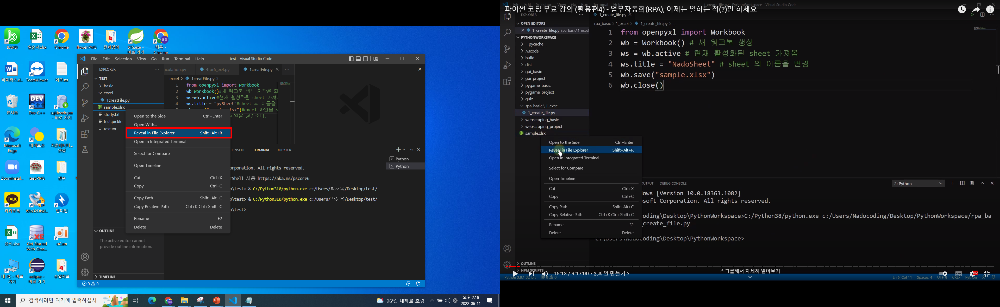 BAND
일순서.xlsx
Chrome
flower.PNG
전화영어
STS.exe -
바로 가기
해옥 -
Chrome
바이러스.d...
TeamViewer
메모.txt
휴지통
Dev-C++
sqldeveloper
- 바로 가기
Microsoft
Edge
네이트온
지훈데이타...
연결
ZoomInstal...
test.PNG
변수
카카오톡
Win32DiskI...
반디집
음식.xlsx
Get Started
With Orac...
oCam
내 PC - 바로
가기
eclipse -
바로 가기
수업자료
File Edit Selection View Go Run Terminal Help
test - Visual Studio Code
EXPLORER
TEST
basic
excel
1creatFile.py
sample.xlsx
study.txt
test.pickle
test.txt
OUTLINE
The active editor cannot
provide outline information.
TIMELINE
aculation.py
4for6_ex4.py
1creatFile.py
excel > 1creatFile.py > ...
1 from openpyxl import Workbook
2 wb=Workbook()#새 워크북 생성 저장은 되
3 ws=wb.active#현재 활성화된 sheet 가져
4 ws.title = "pySheet"#sheet 의 이름을
xlsx")#excel 파일을 s
파일을 닫아준다.
Open to the Side Ctrl+Enter
Open With...
Reveal in File Explorer Shift+Alt+R
Open in Integrated Terminal
Select for Compare
Open Timeline
Cut Ctrl+X
Copy Ctrl+C
Copy Path Shift+Alt+C
Copy Relative Path Ctrl+K Ctrl+Shift+C
Rename F2
Delete Delete
CONSOLE TERMINAL JUPYTER
Python
Python
orporation. All rights reserved.
rShell 사용 https://aka.ms/pscore6
p\test> & C:/Python310/python.exe c:/Users/박해옥/Desktop/test/
p\test> & C:/Python310/python.exe c:/Users/박해옥/Desktop/test/
p\test>
0 0
검색하려면 여기에 입력하십시
26°C 대체로 흐림
오후 2:16
2022-06-11
File Edit Selection View Go Run Terminal Help
1_create_file.py - PythonWorkspace - Visual Studio Code
파이썬 코딩 무료 강의 (활용편4) - 업무자동화(RPA), 이제는 일하는 척(?)만 하세요
EXPLORER
OPEN EDITORS
1_create_file.py rpa_basic\1_excel
PYTHONWORKSPACE
__pycache__
.vscode
build
dist
gui_basic
gui_project
pygame_basic
pygame_project
quiz
rpa_basic \ 1_excel
1_create_file.py
webscraping_basic
webscraping_project
sample.xlsx
OUTLINE
NPM SCRIPTS
1_create_file.py
rpa_basic > 1_excel > 1_create_file.py > ...
1 from openpyxl import Workbook
2 wb = Workbook() # 새 워크북 생성
3 ws = wb.active # 현재 활성화된 sheet 가져옴
4 ws.title = "NadoSheet" # sheet 의 이름을 변경
5 wb.save("sample.xlsx")
6 wb.close()
Open to the Side Ctrl+Enter
Reveal in File Explorer Shift+Alt+R
Open in Integrated Terminal
Select for Compare
Open Timeline
Cut Ctrl+X
Copy Ctrl+C
Copy Path Shift+Alt+C
Copy Relative Path Ctrl+K Ctrl+Shift+C
Rename F2
Delete Delete
OUTPUT DEBUG CONSOLE
2: Python
dows [Version 10.0.18363.1082]
osoft Corporation. All rights reserved.
coding\Desktop\PythonWorkspace>C:/Python38/python.exe c:/Users/Nadocoding/Desktop/PythonWorkspace/rpa_ba
_create_file.py
C:\Users\Nadocoding\Desktop\PythonWorkspace>
15:13 / 9:17:00 • 3.파일 만들기 >
스크롤해서 자세히 알아보기
HD
Python 3.8.1 32-bit 0 0
Ln 6, Col 11 Spaces: 4 UTF-8 CRLF Python